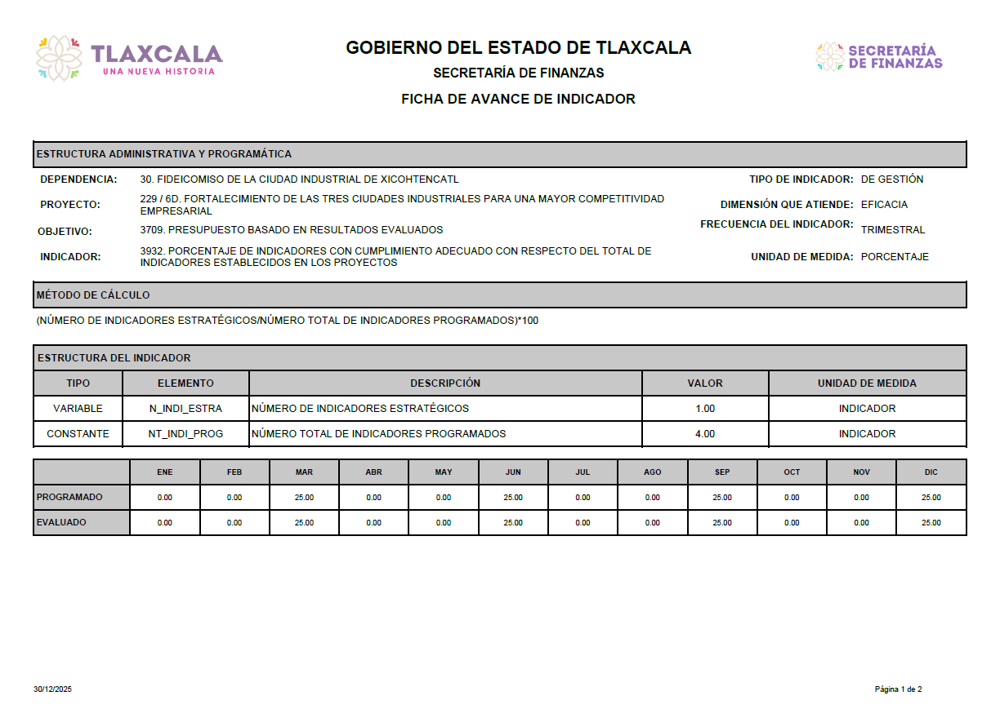 TLAXCALA
UNA NUEVA HISTORIA
GOBIERNO DEL ESTADO DE TLAXCALA
SECRETARÍA DE FINANZAS
FICHA DE AVANCE DE INDICADOR
SECRETARÍA
DE FINANZAS
ESTRUCTURA ADMINISTRATIVA Y PROGRAMÁTICA
DEPENDENCIA: 30. FIDEICOMISO DE LA CIUDAD INDUSTRIAL DE XICOHTENCATL TIPO DE INDICADOR: DE GESTIÓN
PROYECTO: 229 / 6D. FORTALECIMIENTO DE LAS TRES CIUDADES INDUSTRIALES PARA UNA MAYOR COMPETITIVIDAD
EMPRESARIAL DIMENSIÓN QUE ATIENDE: EFICACIA
OBJETIVO: 3709. PRESUPUESTO BASADO EN RESULTADOS EVALUADOS FRECUENCIA DEL INDICADOR: TRIMESTRAL
INDICADOR: 3932. PORCENTAJE DE INDICADORES CON CUMPLIMIENTO ADECUADO CON RESPECTO DEL TOTAL DE
INDICADORES ESTABLECIDOS EN LOS PROYECTOS UNIDAD DE MEDIDA: PORCENTAJE
MÉTODO DE CÁLCULO
(NÚMERO DE INDICADORES ESTRATÉGICOS/NÚMERO TOTAL DE INDICADORES PROGRAMADOS)*100
ESTRUCTURA DEL INDICADOR
TIPO ELEMENTO DESCRIPCIÓN VALOR UNIDAD DE MEDIDA
VARIABLE N_INDI_ESTRA NÚMERO DE INDICADORES ESTRATÉGICOS 1.00 INDICADOR
CONSTANTE NT_INDI_PROG NÚMERO TOTAL DE INDICADORES PROGRAMADOS 4.00 INDICADOR
ENE FEB MAR ABR MAY JUN JUL AGO SEP OCT NOV DIC
PROGRAMADO 0.00 0.00 25.00 0.00 0.00 25.00 0.00 0.00 25.00 0.00 0.00 25.00
EVALUADO 0.00 0.00 25.00 0.00 0.00 25.00 0.00 0.00 25.00 0.00 0.00 25.00
30/12/2025 Página 1 de 2